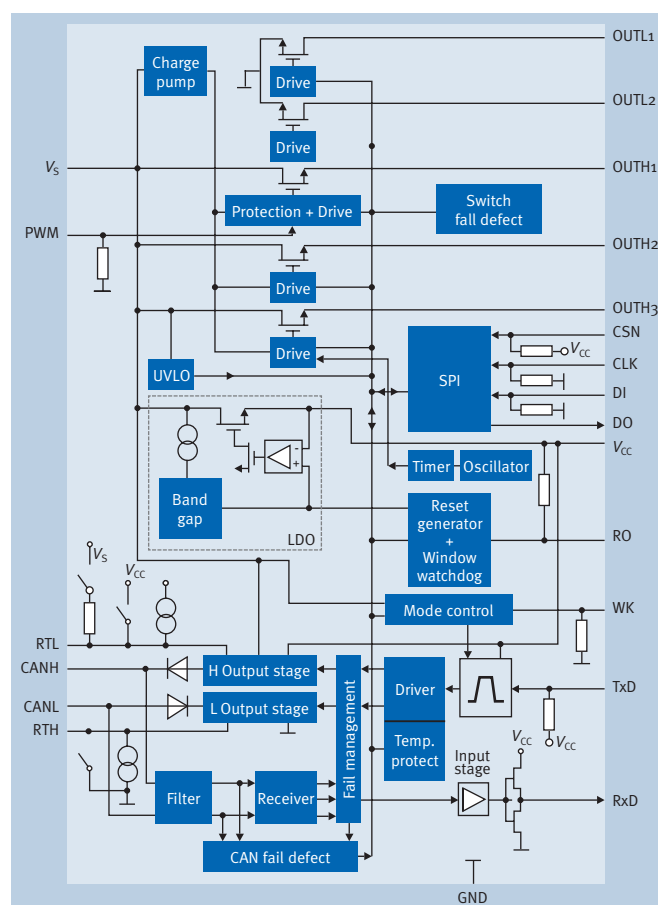 OUTL1
Charge
pump
Drive
OUTL2
Drive
VS
OUTH1
Protection + Drive
Switch
fall defect
PWM
OUTH2
Drive
OUTH3
CSN
Drive
VCC
UVLO
SPI
CLK
DI
DO
VCC
-
+
Timer
Oscillator
Band
gap
LDO
Reset
generator
+
Window
watchdog
RO
VS
VCC
Mode control
WK
RTL
CANH
H Output stage
Fail management
Driver
TxD
CANL
L Output stage
RTH
Temp.
protect
VCC
VCC
Input
stage
Filter
Receiver
RxD
CAN fail defect
GND